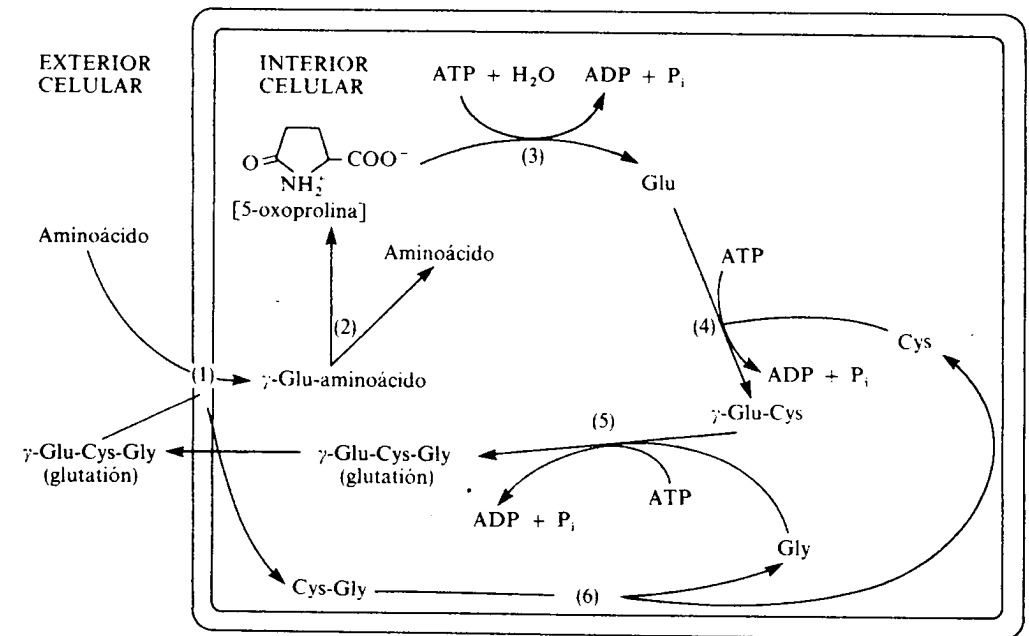 EXTERIOR
CELULAR
INTERIOR
CELULAR
ATP + H₂O    ADP + Pᵢ
O    COO⁻
NH₂⁺
(3)
[5-oxoprolina]
Glu
Aminoácido
Aminoácido
ATP
(2)
(4)
Cys
(1)
γ-Glu-aminoácido
ADP + Pᵢ
γ-Glu-Cys
(5)
γ-Glu-Cys-Gly
(glutatión)
γ-Glu-Cys-Gly
(glutatión)
ATP
ADP + Pᵢ
Gly
Cys-Gly
(6)